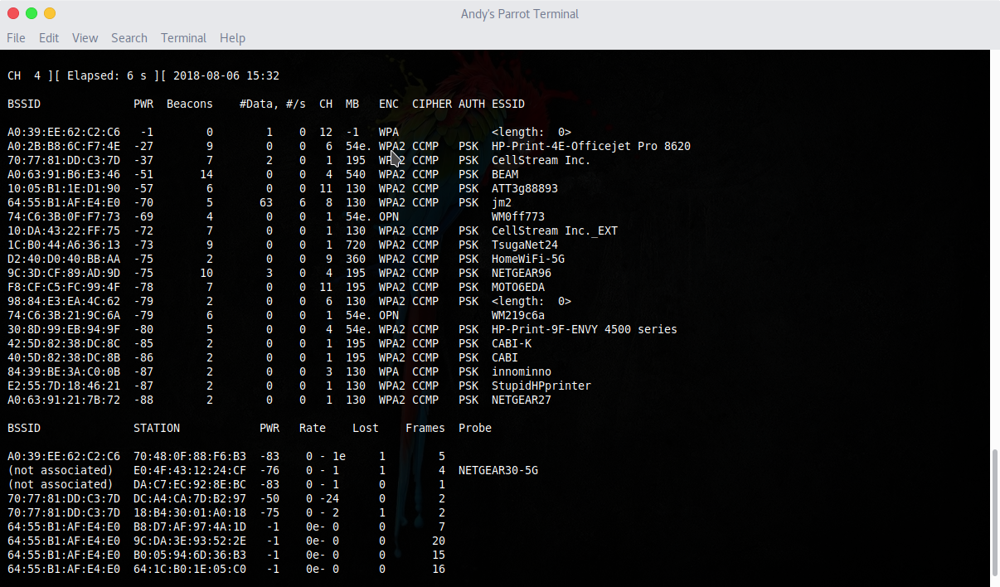 Andy's Parrot Terminal
File Edit View Search Terminal Help
CH 4 ][ Elapsed: 6 s ][ 2018-08-06 15:32
BSSID PWR Beacons #Data, #/s CH MB ENC CIPHER AUTH ESSID
A0:39:EE:62:C2:C6 -1 0 1 0 12 -1 WPA <length: 0>
A0:2B:B8:6C:F7:4E -27 9 0 0 6 54e. WPA2 CCMP PSK HP-Print-4E-Officejet Pro 8620
70:77:81:DD:C3:7D -37 7 2 0 1 195 WPA2 CCMP PSK CellStream Inc.
A0:63:91:B6:E3:46 -51 14 0 0 4 540 WPA2 CCMP PSK BEAM
10:05:B1:1E:D1:90 -57 6 0 0 11 130 WPA2 CCMP PSK ATT3g88893
64:55:B1:AF:E4:E0 -70 5 63 6 8 130 WPA2 CCMP PSK jm2
74:C6:3B:0F:F7:73 -69 4 0 0 1 54e. OPN WM0ff773
10:DA:43:22:FF:75 -72 7 0 0 1 130 WPA2 CCMP PSK CellStream Inc._EXT
1C:B0:44:A6:36:13 -73 9 0 0 1 720 WPA2 CCMP PSK TsugaNet24
D2:40:D0:40:BB:AA -75 2 0 0 9 360 WPA2 CCMP PSK HomeWiFi-5G
9C:3D:CF:89:AD:9D -75 10 3 0 4 195 WPA2 CCMP PSK NETGEAR96
F8:CF:C5:FC:99:4F -78 7 0 0 11 195 WPA2 CCMP PSK MOTO6EDA
98:84:E3:EA:4C:62 -79 2 0 0 6 130 WPA2 CCMP PSK <length: 0>
74:C6:3B:21:9C:6A -79 6 0 0 1 54e. OPN WM219c6a
30:8D:99:EB:94:9F -80 5 0 0 4 54e. WPA2 CCMP PSK HP-Print-9F-ENVY 4500 series
42:5D:82:38:DC:8C -85 2 0 0 1 195 WPA2 CCMP PSK CABI-K
40:5D:82:38:DC:8B -86 2 0 0 1 195 WPA2 CCMP PSK CABI
84:39:BE:3A:C0:0B -87 2 0 0 3 130 WPA CCMP PSK innominno
E2:55:7D:18:46:21 -87 2 0 0 1 130 WPA2 CCMP PSK StupidHPprinter
A0:63:91:21:7B:72 -88 2 0 0 1 130 WPA2 CCMP PSK NETGEAR27
BSSID STATION PWR Rate Lost Frames Probe
A0:39:EE:62:C2:C6 70:48:0F:88:F6:B3 -83 0 - 1e 1 5
(not associated) E0:4F:43:12:24:CF -76 0 - 1 1 4 NETGEAR30-5G
(not associated) DA:C7:EC:92:8E:BC -83 0 - 1 0 1
70:77:81:DD:C3:7D DC:A4:CA:7D:B2:97 -50 0 -24 0 2
70:77:81:DD:C3:7D 18:B4:30:01:A0:18 -75 0 - 2 1 2
64:55:B1:AF:E4:E0 B8:D7:AF:97:4A:1D -1 0e- 0 0 7
64:55:B1:AF:E4:E0 9C:DA:3E:93:52:2E -1 0e- 0 0 20
64:55:B1:AF:E4:E0 B0:05:94:6D:36:B3 -1 0e- 0 0 15
64:55:B1:AF:E4:E0 64:1C:B0:1E:05:C0 -1 0e- 0 0 16